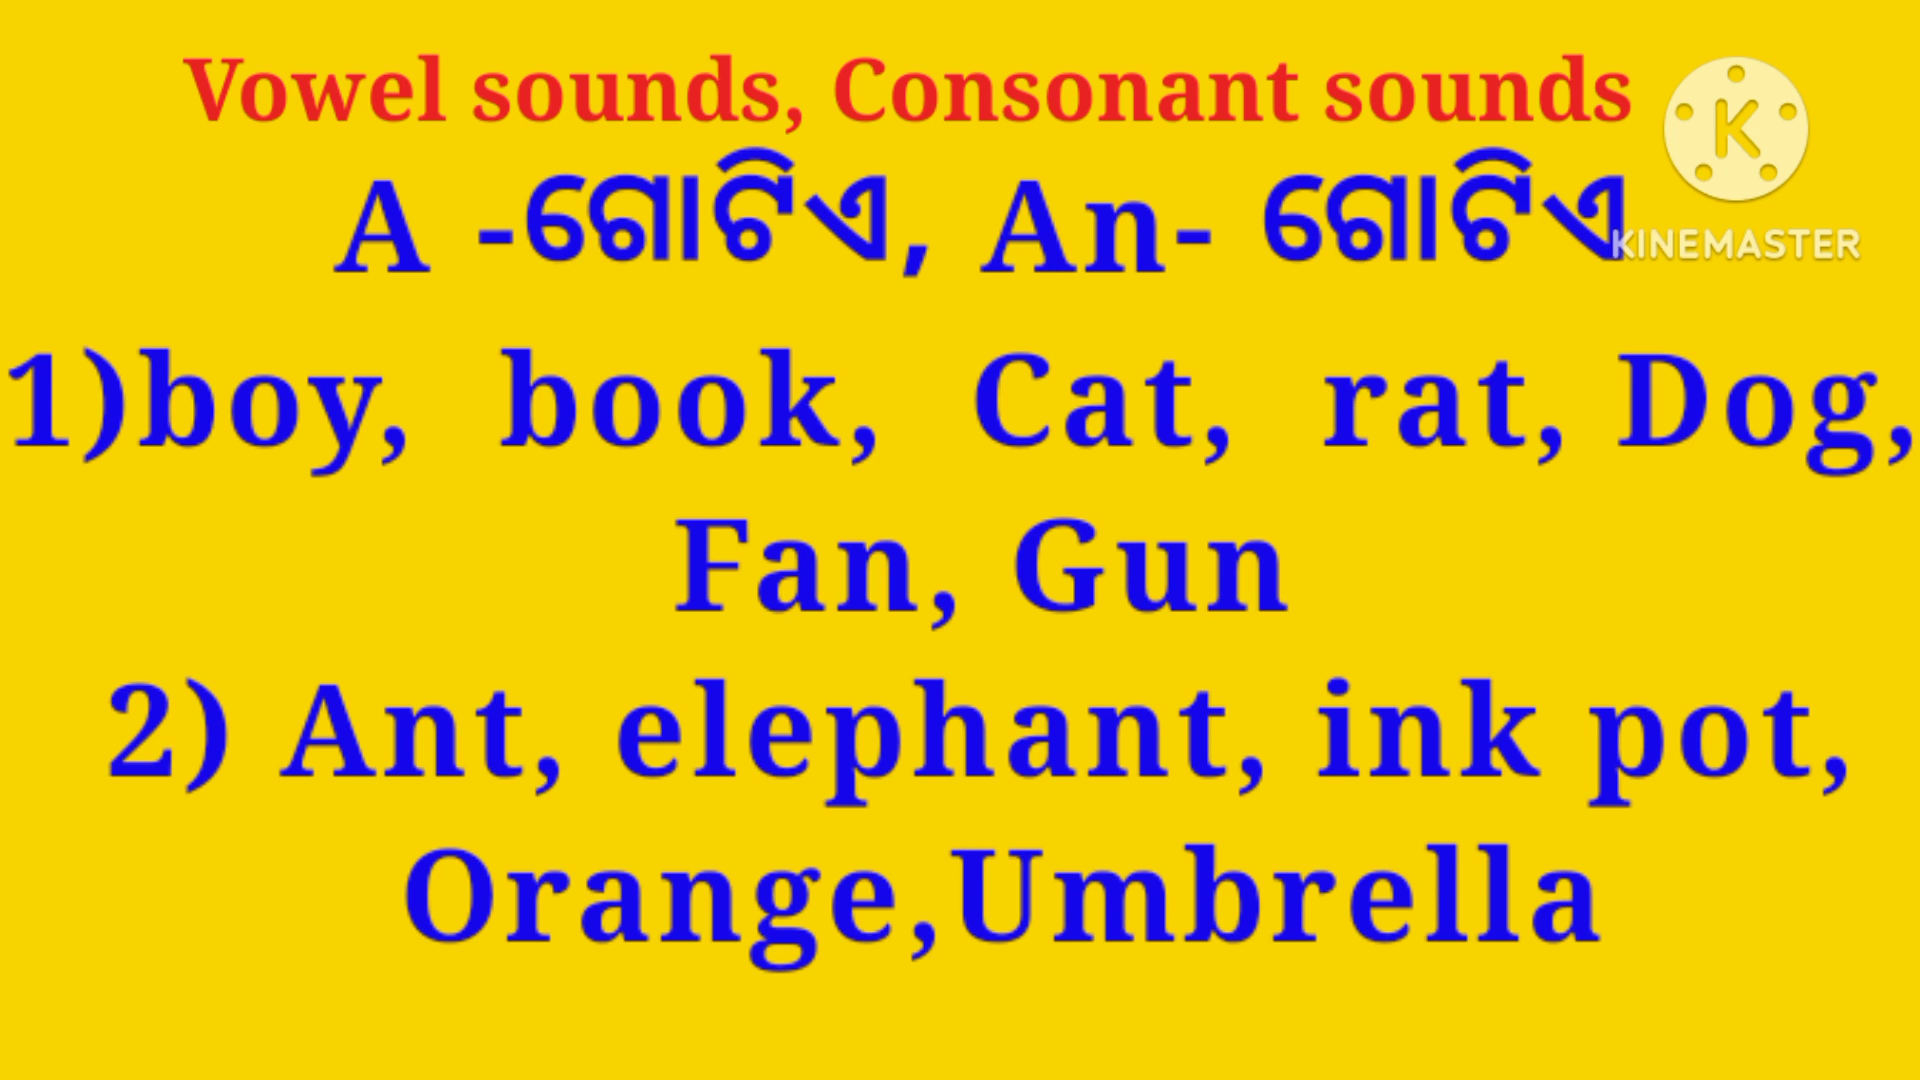 Vowel sounds, Consonant sounds
A -ଗୋଟିଏ, An- ଗୋଟିଏ
KINEMASTER
1)boy, book, Cat, rat, Dog,
Fan, Gun
2) Ant, elephant, ink pot,
Orange,Umbrella